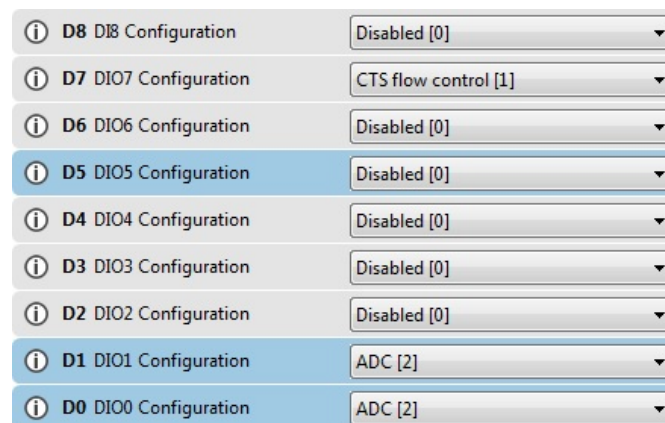 D8 DI8 Configuration Disabled [0]
D7 DIO7 Configuration CTS flow control [1]
D6 DIO6 Configuration Disabled [0]
D5 DIO5 Configuration Disabled [0]
D4 DIO4 Configuration Disabled [0]
D3 DIO3 Configuration Disabled [0]
D2 DIO2 Configuration Disabled [0]
D1 DIO1 Configuration ADC [2]
D0 DIO0 Configuration ADC [2]